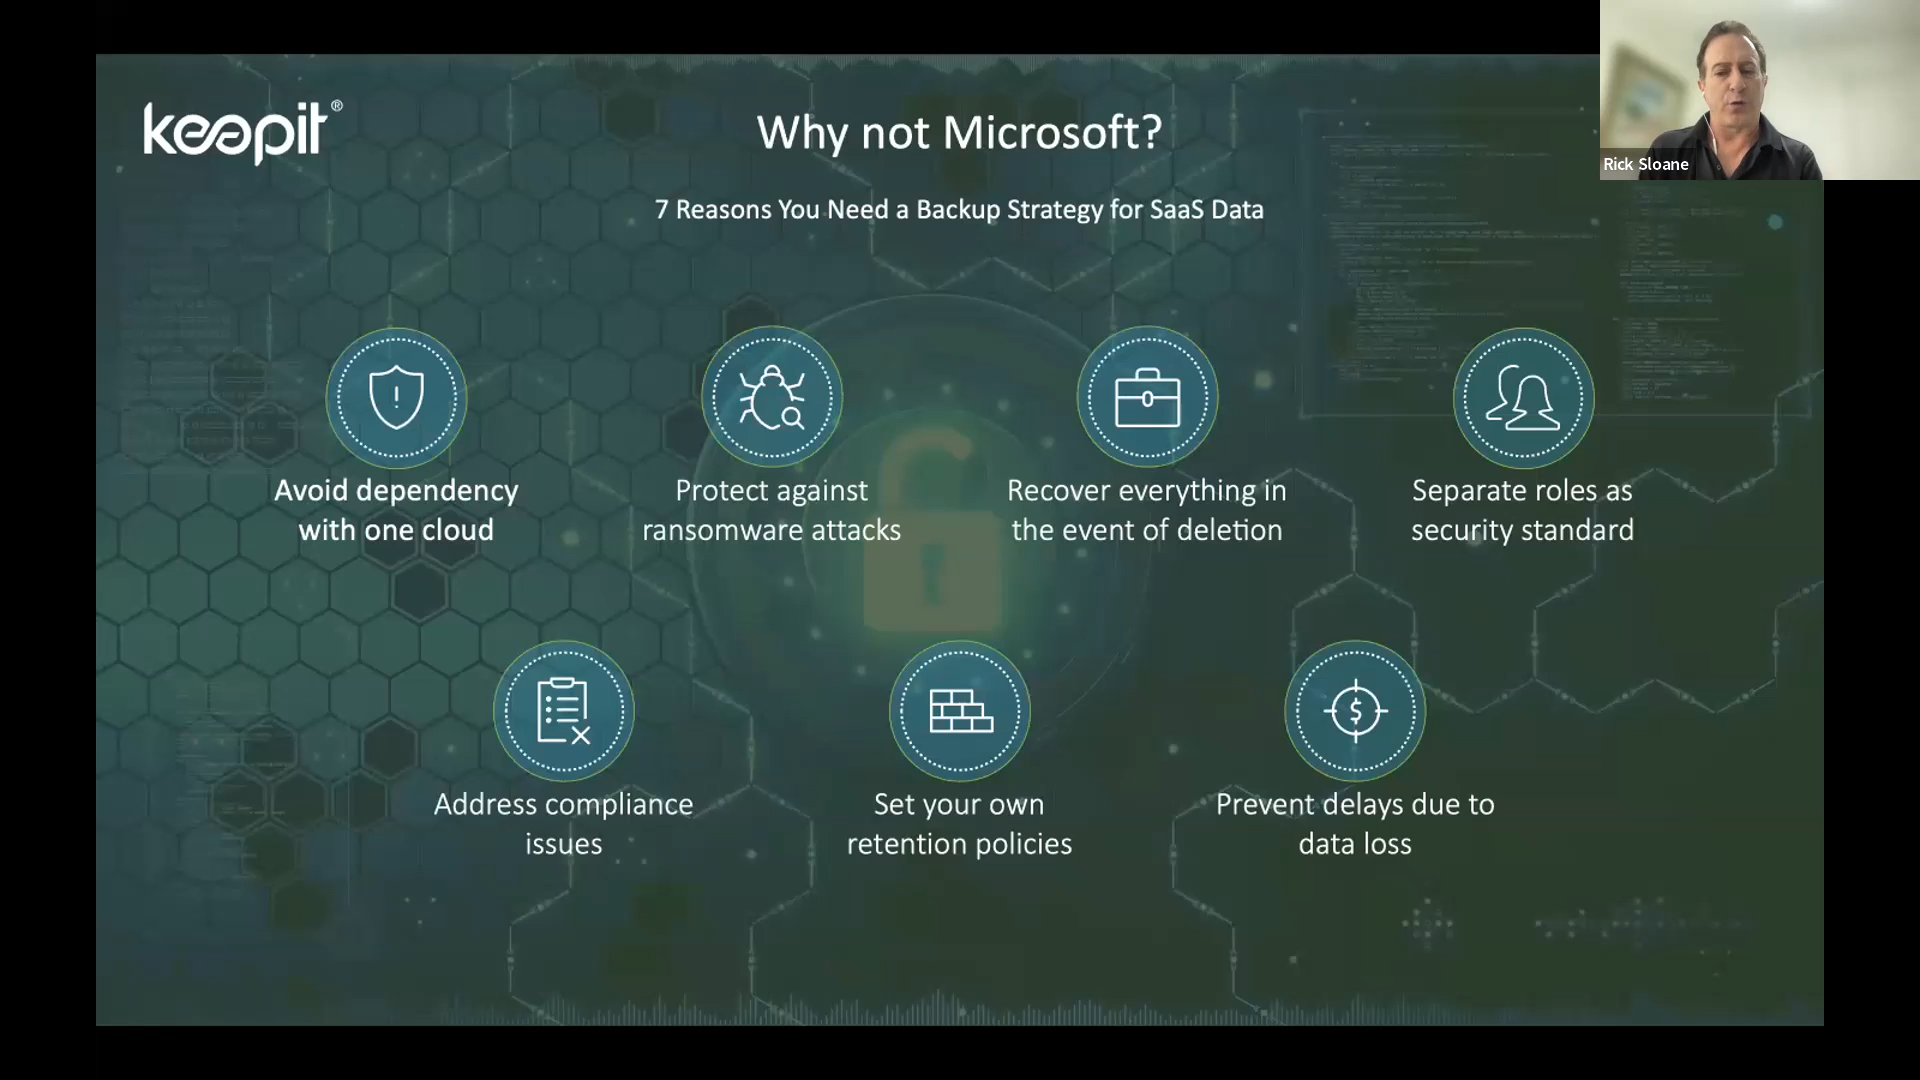 keepit®
Why not Microsoft?
7 Reasons You Need a Backup Strategy for SaaS Data
Rick Sloane
Avoid dependency
with one cloud
Protect against
ransomware attacks
Recover everything in
the event of deletion
Separate roles as
security standard
Address compliance
issues
Set your own
retention policies
Prevent delays due to
data loss